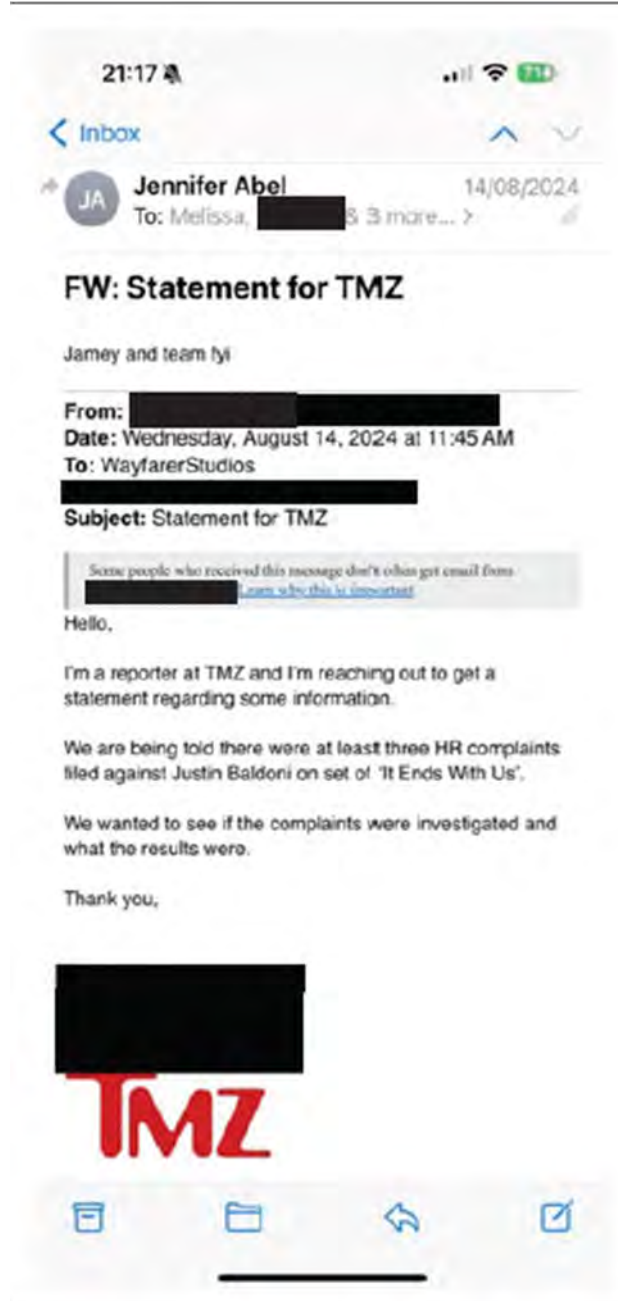 21:17
Inbox
JA
Jennifer Abel
14/08/2024
To: Melissa, & 3 more...
FW: Statement for TMZ
Jamey and team fyi
From:
Date: Wednesday, August 14, 2024 at 11:45 AM
To: WayfarerStudios
Subject: Statement for TMZ
Some people who received this message don't often get email from
Learn why this is important
Hello,
I'm a reporter at TMZ and I'm reaching out to get a
statement regarding some information.
We are being told there were at least three HR complaints
filed against Justin Baldoni on set of 'It Ends With Us'.
We wanted to see if the complaints were investigated and
what the results were.
Thank you,
TMZ